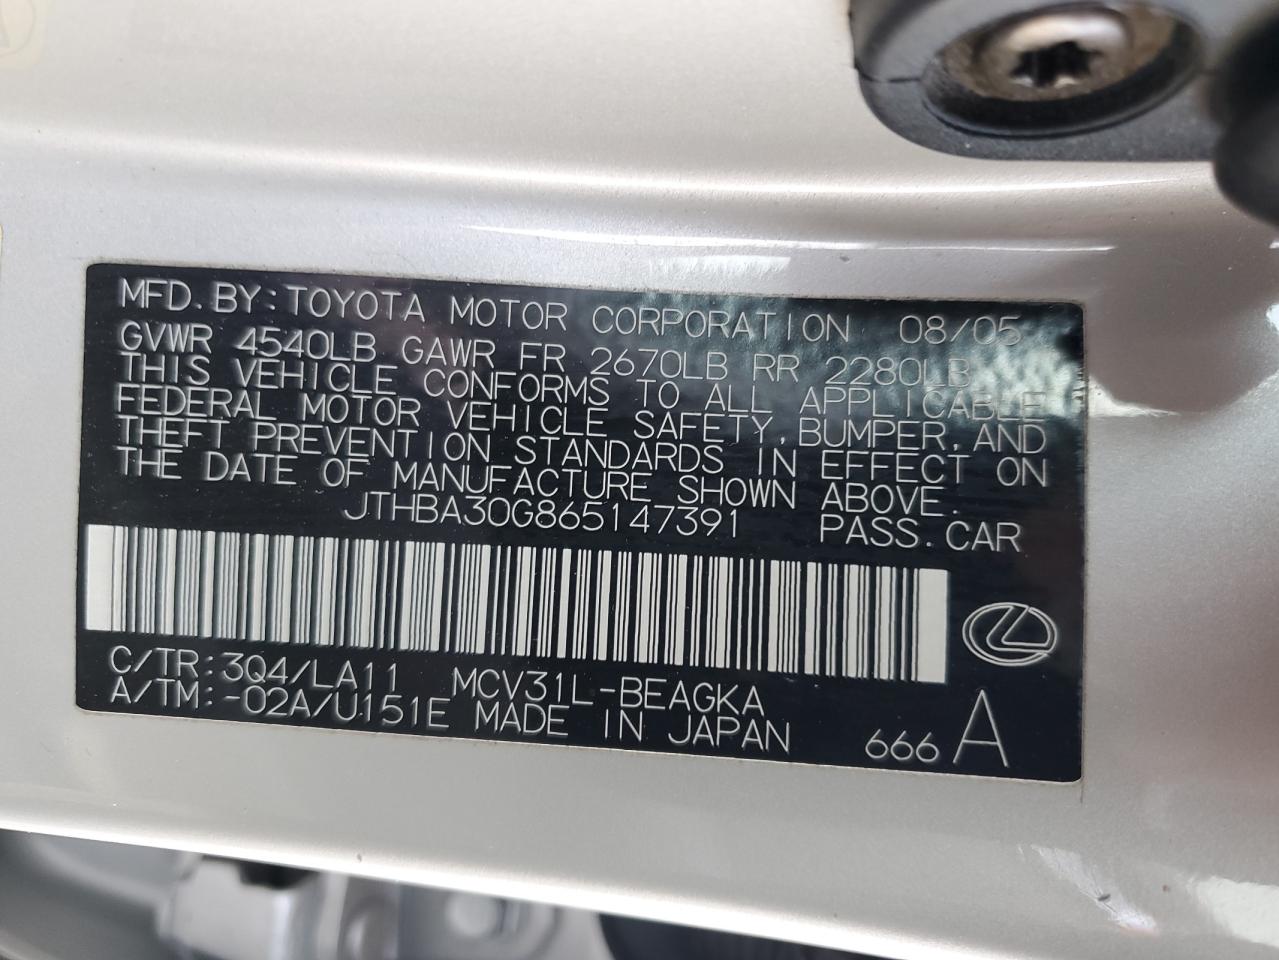 MFD. BY: TOYOTA MOTOR CORPORATION 08/05
GVWR 4540LB GAWR FR 2670LB RR 2280LB
THIS VEHICLE CONFORMS TO ALL APPLICABLE
FEDERAL MOTOR VEHICLE SAFETY, BUMPER, AND
THEFT PREVENTION STANDARDS IN EFFECT ON
THE DATE OF MANUFACTURE SHOWN ABOVE.
JTHBA30G865147391 PASS. CAR
C/TR: 3Q4/LA11 MCV31L-BEAGKA
A/TM: -02A/U151E MADE IN JAPAN 666 A